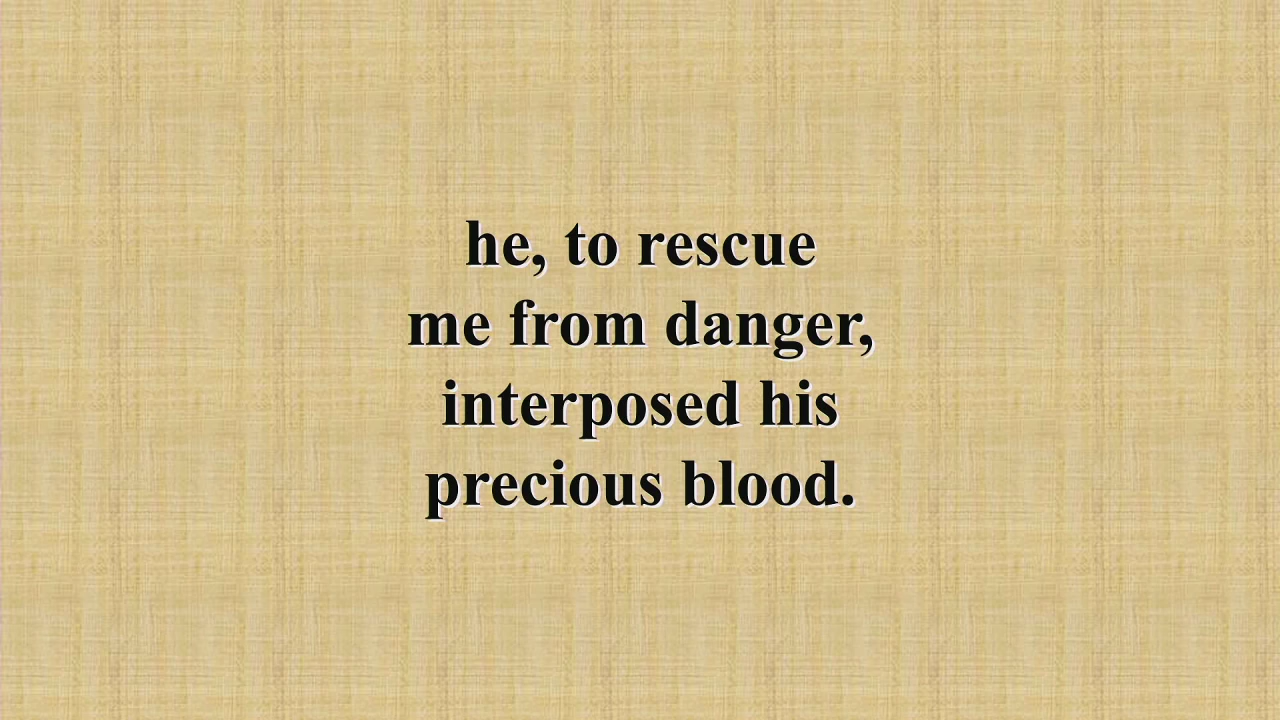 he, to rescue
me from danger,
interposed his
precious blood.